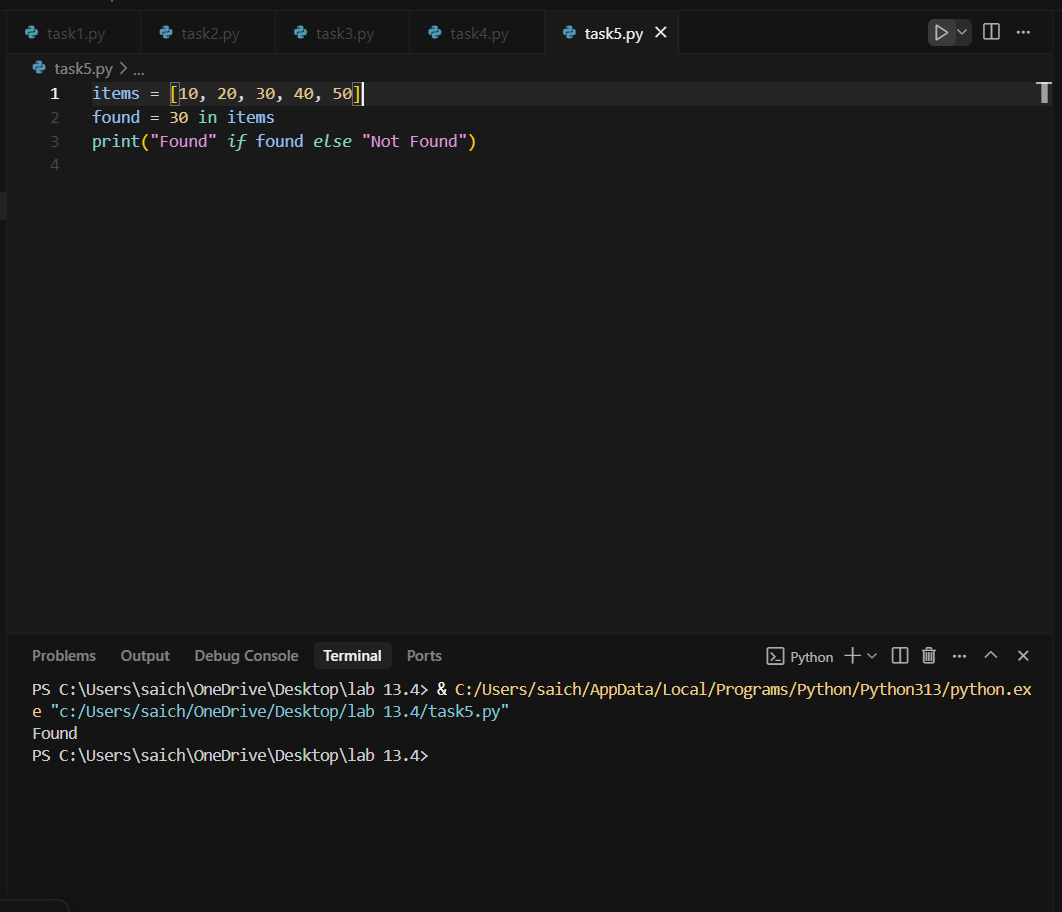 task1.py task2.py task3.py task4.py task5.py
task5.py > ...
1 items = [10, 20, 30, 40, 50]
2 found = 30 in items
3 print("Found" if found else "Not Found")
4
Problems Output Debug Console Terminal Ports Python
PS C:\Users\saich\OneDrive\Desktop\lab 13.4> & C:/Users/saich/AppData/Local/Programs/Python/Python313/python.ex
e "c:/Users/saich/OneDrive/Desktop/lab 13.4/task5.py"
Found
PS C:\Users\saich\OneDrive\Desktop\lab 13.4>